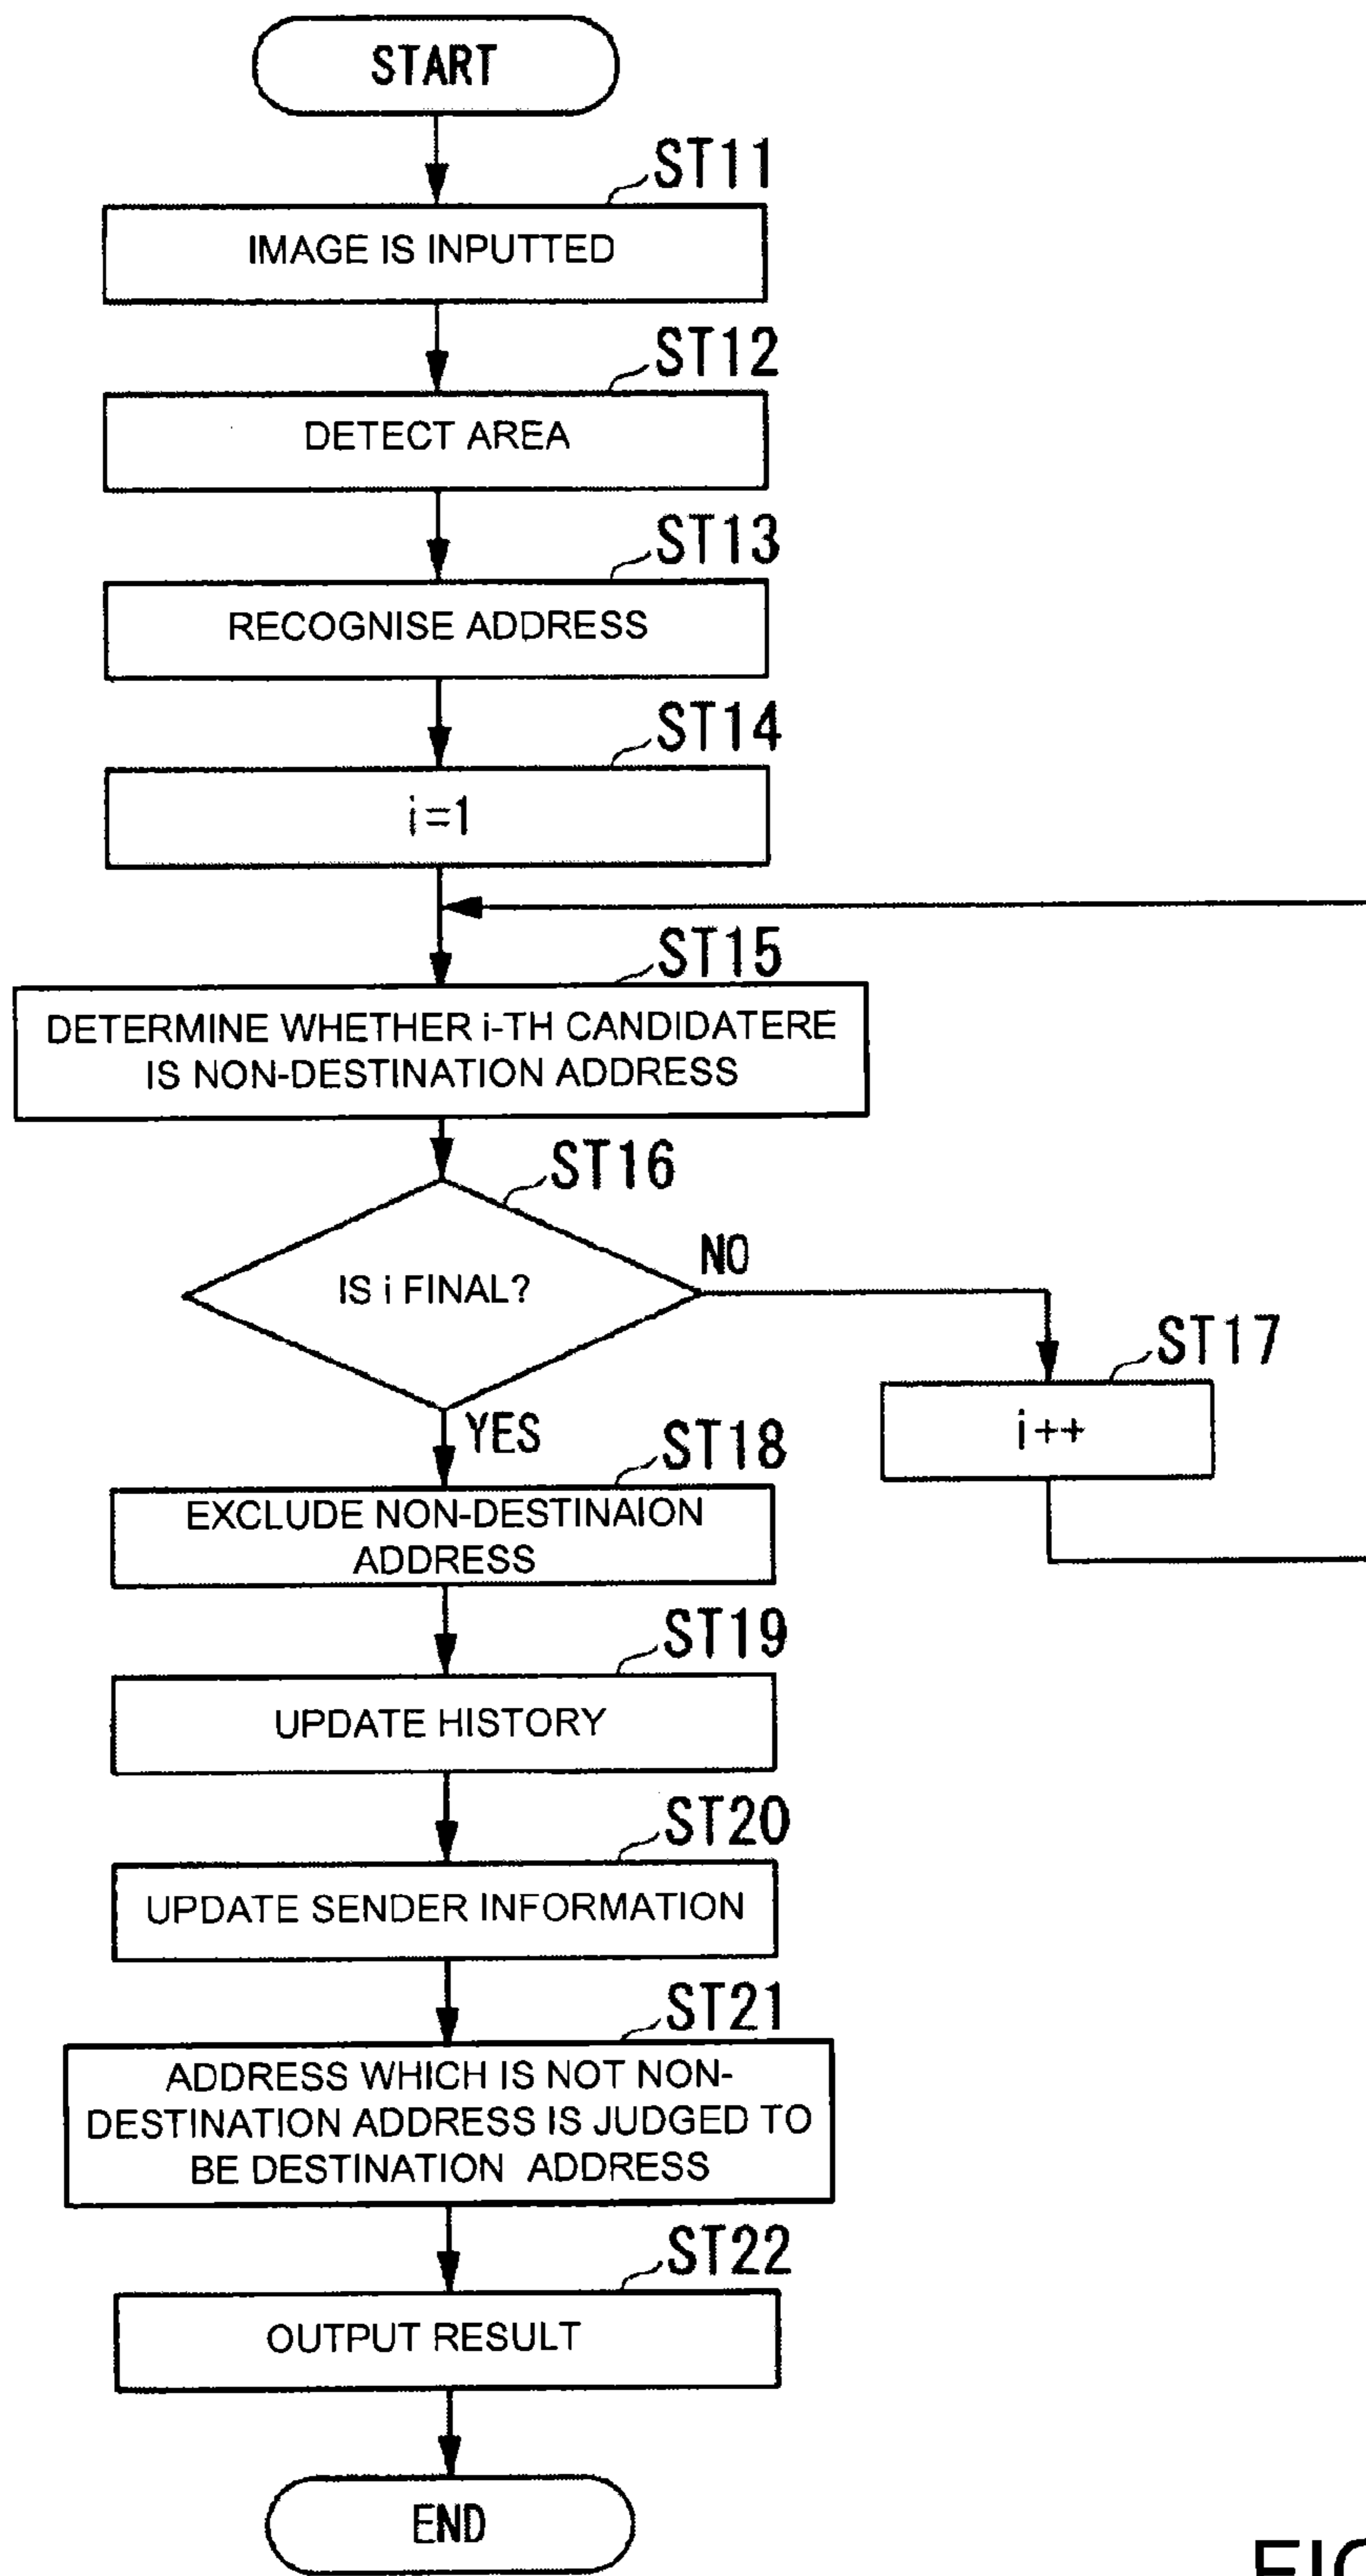 START
ST11
IMAGE IS INPUTTED
ST12
DETECT AREA
ST13
RECOGNISE ADDRESS
ST14
i=1
ST15
DETERMINE WHETHER i-TH CANDIDATERE
IS NON-DESTINATION ADDRESS
ST16
IS i FINAL?
NO
ST17
i++
YES
ST18
EXCLUDE NON-DESTINAION
ADDRESS
ST19
UPDATE HISTORY
ST20
UPDATE SENDER INFORMATION
ST21
ADDRESS WHICH IS NOT NON-
DESTINATION ADDRESS IS JUDGED TO
BE DESTINATION ADDRESS
ST22
OUTPUT RESULT
END